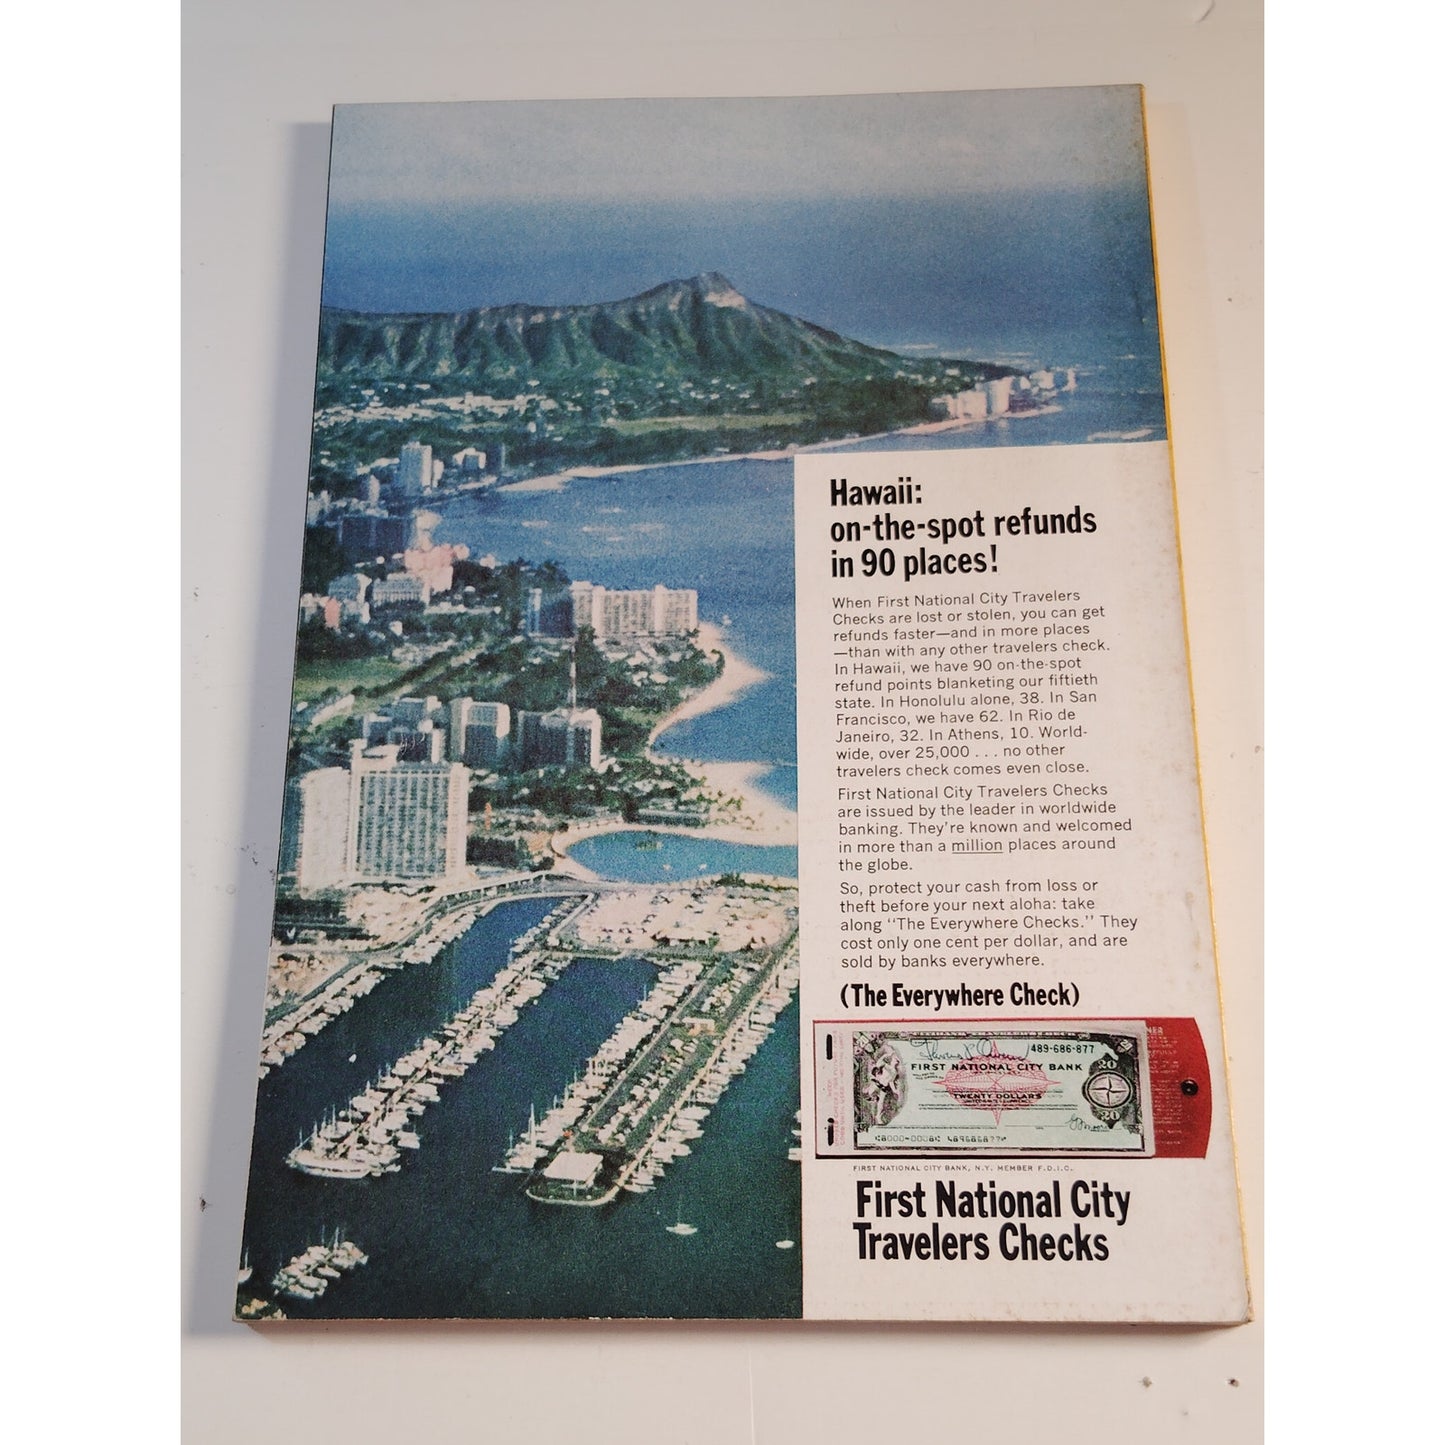 Hawaii:
on-the-spot refunds
in 90 places!
When First National City Travelers
Checks are lost or stolen, you can get
refunds faster—and in more places
—than with any other travelers check.
In Hawaii, we have 90 on-the-spot
refund points blanketing our fiftieth
state. In Honolulu alone, 38. In San
Francisco, we have 62. In Rio de
Janeiro, 32. In Athens, 10. World-
wide, over 25,000 . . . no other
travelers check comes even close.
First National City Travelers Checks
are issued by the leader in worldwide
banking. They're known and welcomed
in more than a million places around
the globe.
So, protect your cash from loss or
theft before your next aloha: take
along "The Everywhere Checks." They
cost only one cent per dollar, and are
sold by banks everywhere.
(The Everywhere Check)
489-686-877
FIRST NATIONAL CITY BANK
20
TWENTY DOLLARS
20
FIRST NATIONAL CITY BANK, N.Y. MEMBER F.D.I.C.
First National City
Travelers Checks